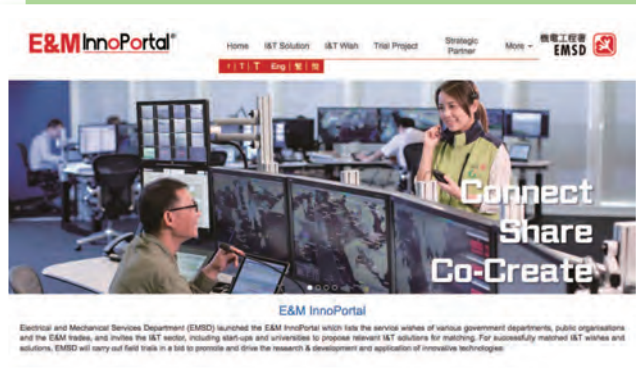 E&M InnoPortal®
Home I&T Solution I&T Wish Trial Project Strategic Partner More
機電工程署
EMSD
T | T | T Eng | 繁 | 简
Connect
Share
Co-Create
E&M InnoPortal
Electrical and Mechanical Services Department (EMSD) launched the E&M InnoPortal which lists the service wishes of various government departments, public organisations
and the E&M trades, and invites the I&T sector, including start-ups and universities to propose relevant I&T solutions for matching. For successfully matched I&T wishes and
solutions, EMSD will carry out field trials in a bid to promote and drive the research & development and application of innovative technologies: